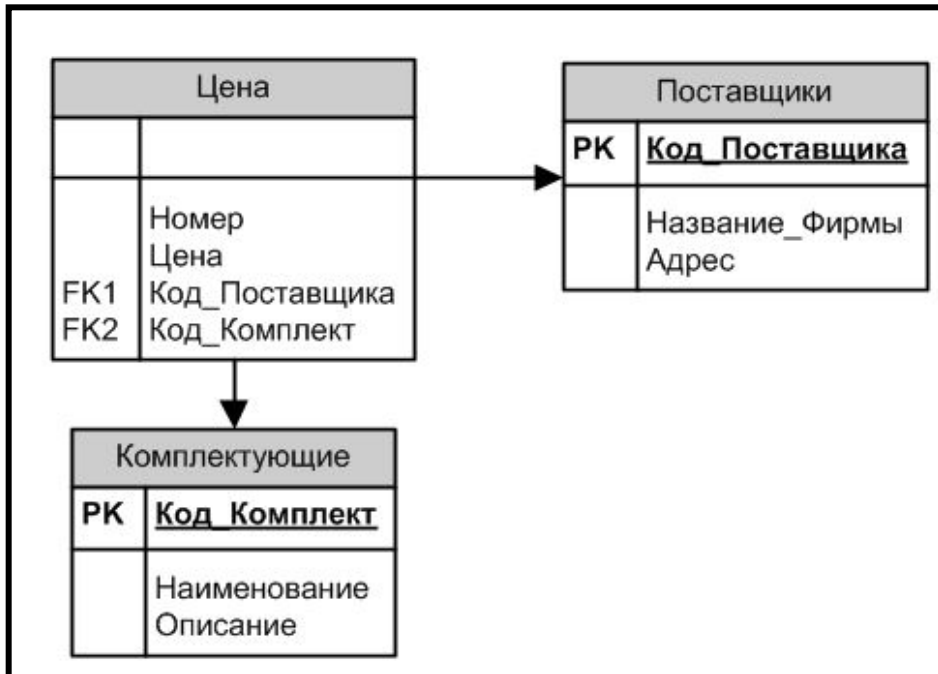 Цена
Номер
Цена
FK1 Код_Поставщика
FK2 Код_Комплект
Поставщики
PK Код_Поставщика
Название_Фирмы
Адрес
Комплектующие
PK Код_Комплект
Наименование
Описание